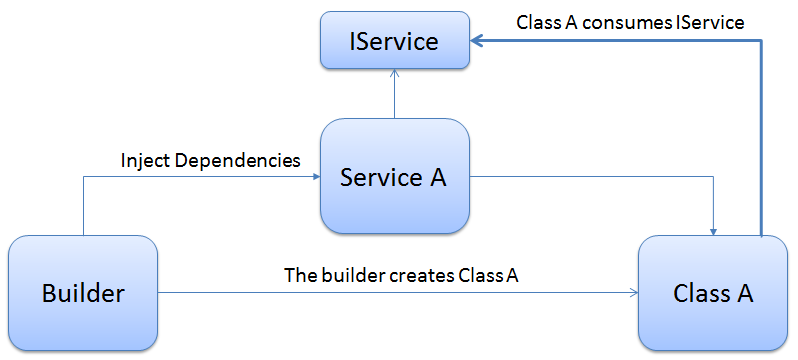 Class A consumes IService
IService
Inject Dependencies
Service A
Builder
The builder creates Class A
Class A